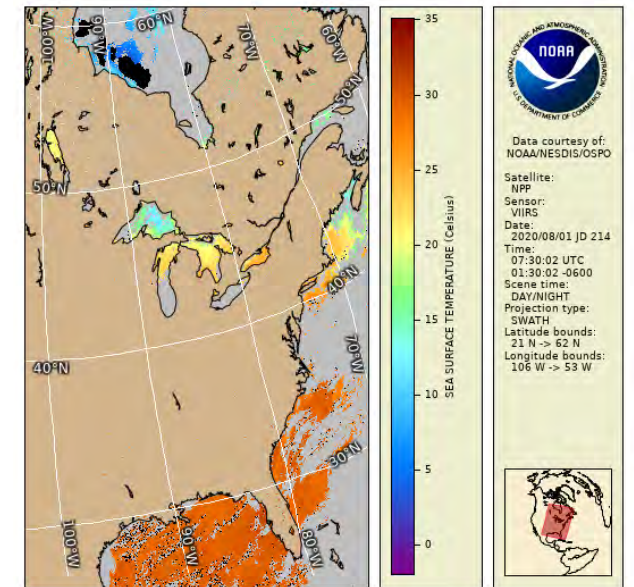 100°W
90°W
60°N
70°W
60°W
50°N
50°N
40°N
40°N
70°W
30°N
100°W
90°W
80°W
35
30
25
20
15
10
5
0
SEA SURFACE TEMPERATURE (Celsius)
NATIONAL OCEANIC AND ATMOSPHERIC ADMINISTRATION
NOAA
U.S. DEPARTMENT OF COMMERCE
Data courtesy of:
NOAA/NESDIS/OSPO
Satellite:
NPP
Sensor:
VIIRS
Date:
2020/08/01 JD 214
Time:
07:30:02 UTC
01:30:02 -0600
Scene time:
DAY/NIGHT
Projection type:
SWATH
Latitude bounds:
21 N -> 62 N
Longitude bounds:
106 W -> 53 W